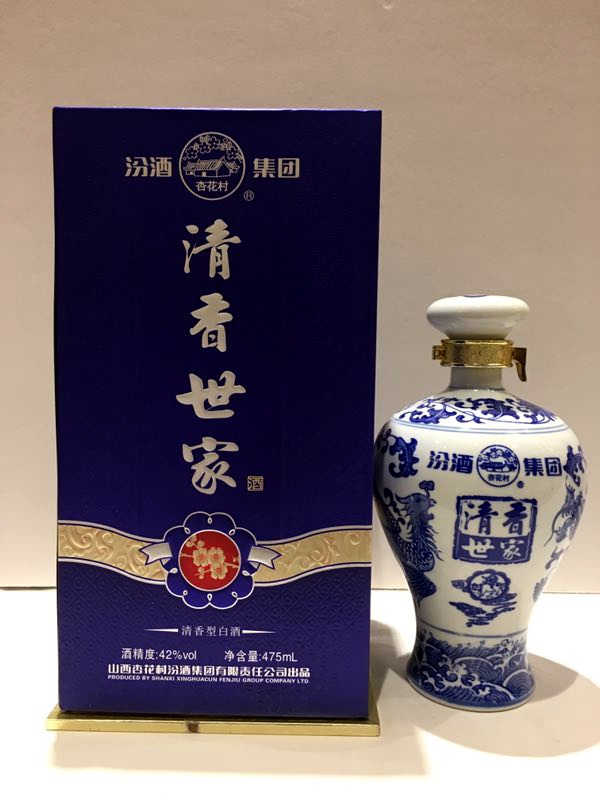 汾酒 杏花村 ® 集团
清香世家
酒
清香型白酒
酒精度:42%vol 净含量:475mL
山西杏花村汾酒集团有限责任公司出品
PRODUCED BY SHANXI XINGHUACUN FENJIU GROUP COMPANY LTD.
汾酒 杏花村 ® 集团
清香
世家